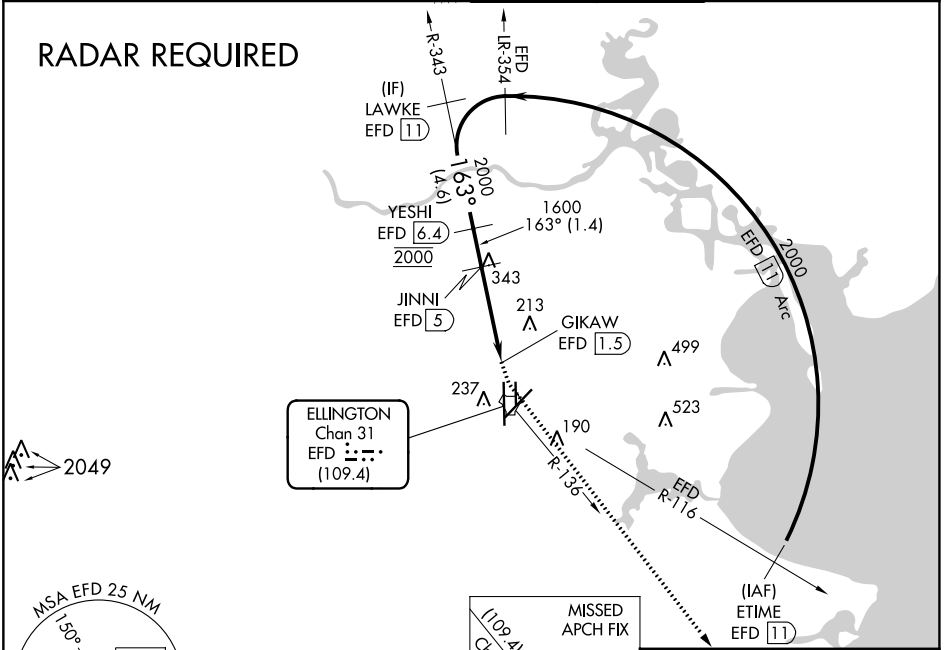 RADAR REQUIRED
R-343
EFD
LR-354
(IF)
LAWKE
EFD 11
2000
163°
(4.6)
YESHI
EFD 6.4
2000
1600
163° (1.4)
343
JINNI
EFD 5
213
GIKAW
EFD 1.5
499
523
237
190
2000
EFD 11 Arc
ELLINGTON
Chan 31
EFD
(109.4)
R-136
EFD
R-116
2049
(IAF)
ETIME
EFD 11
MSA EFD 25 NM
150°
(109.4)
MISSED
APCH FIX